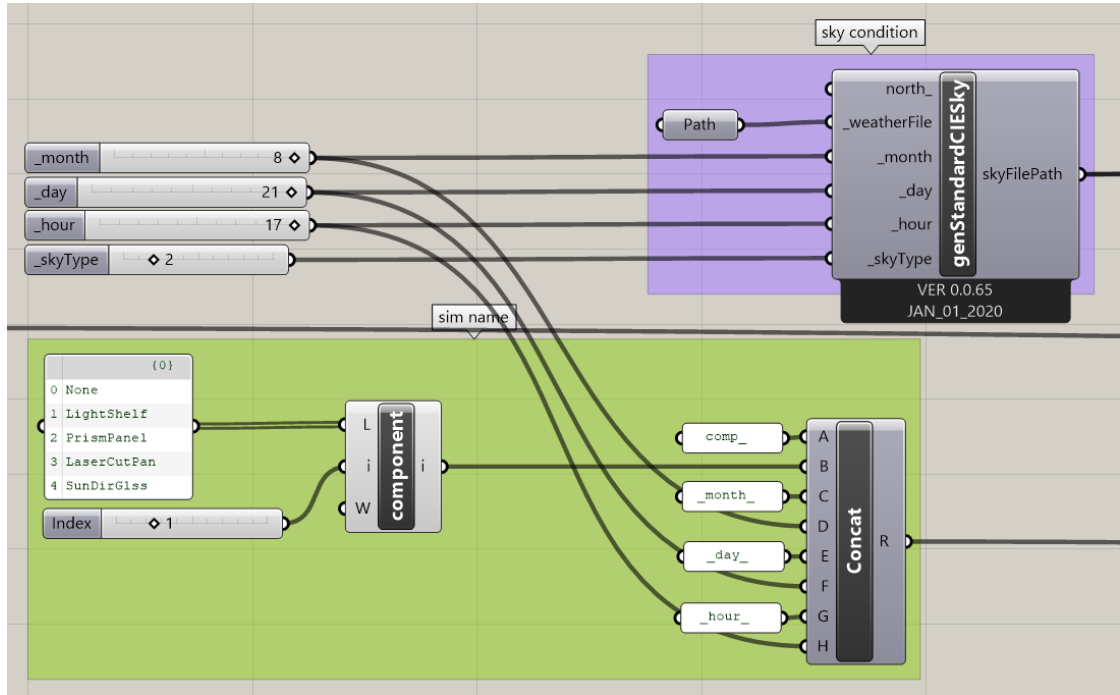 sky condition
north_
_weatherFile
_month
_day
_hour
_skyType
genStandardCIESky
skyFilePath
VER 0.0.65
JAN_01_2020
Path
_month 8
_day 21
_hour 17
_skyType 2
sim name
{0}
0 None
1 LightShelf
2 PrismPanel
3 LaserCutPan
4 SunDirGlss
Index 1
L
i
W
component
i
comp_
_month_
_day_
_hour_
A
B
C
D
E
F
G
H
Concat
R